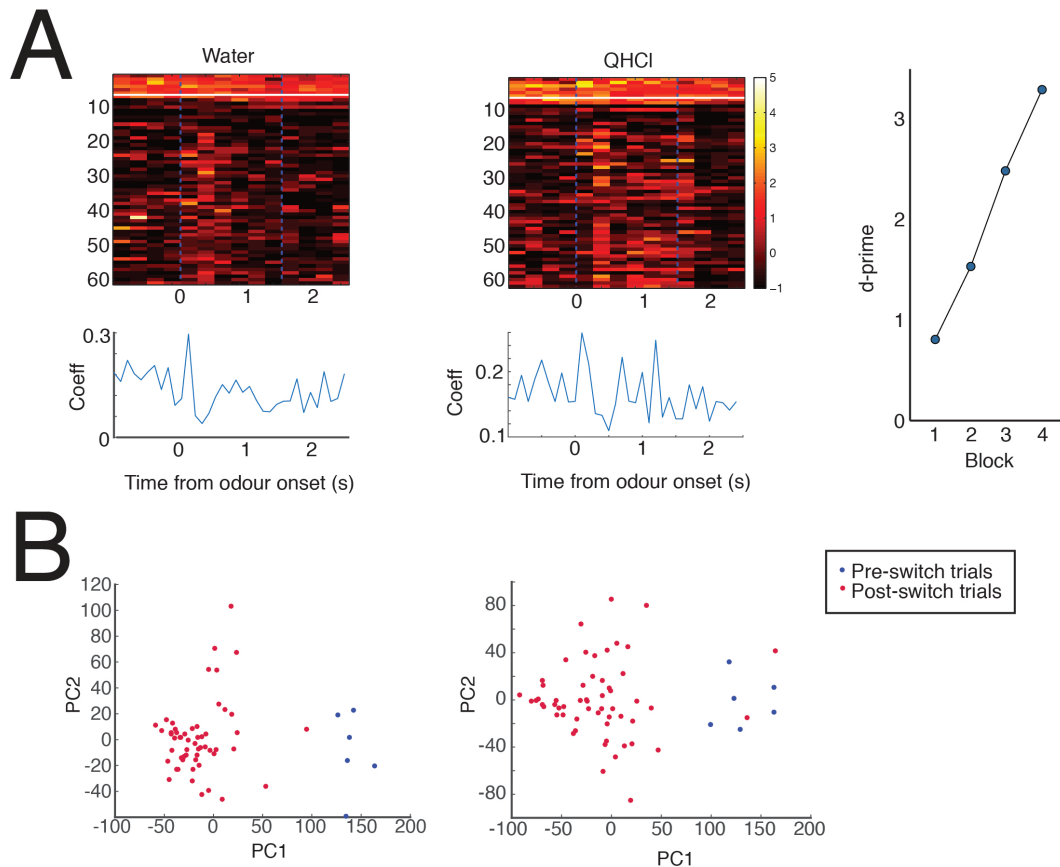 A
Water
QHCl
10
20
30
40
50
60
0 1 2
10
20
30
40
50
60
0 1 2
5
4
3
2
1
0
−1
0.3
0
Coeff
0 1 2
Time from odour onset (s)
0.2
0.1
Coeff
0 1 2
Time from odour onset (s)
3
2
1
0
d-prime
1 2 3 4
Block
B
120
100
80
60
40
20
0
-20
-40
PC2
-100 -50 0 50 100 150 200
PC1
80
40
0
-40
-80
PC2
-100 -50 0 50 100 150 200
PC1
Pre-switch trials
Post-switch trials